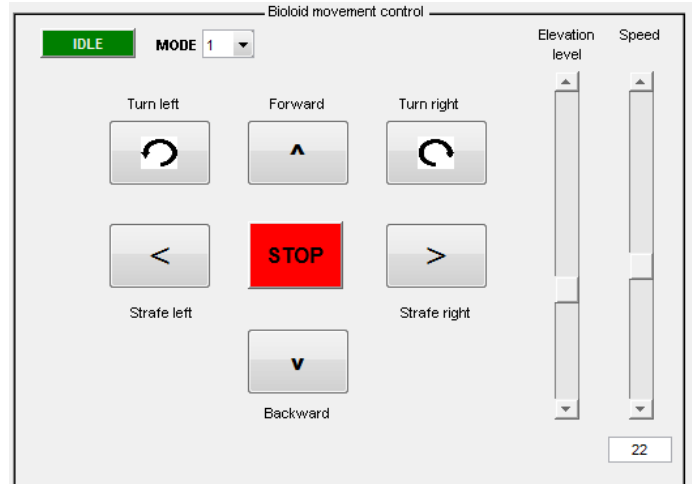 Bioloid movement control
IDLE
MODE 1
Elevation level
Speed
Turn left
Forward
Turn right
^
<
STOP
>
Strafe left
Strafe right
v
Backward
22